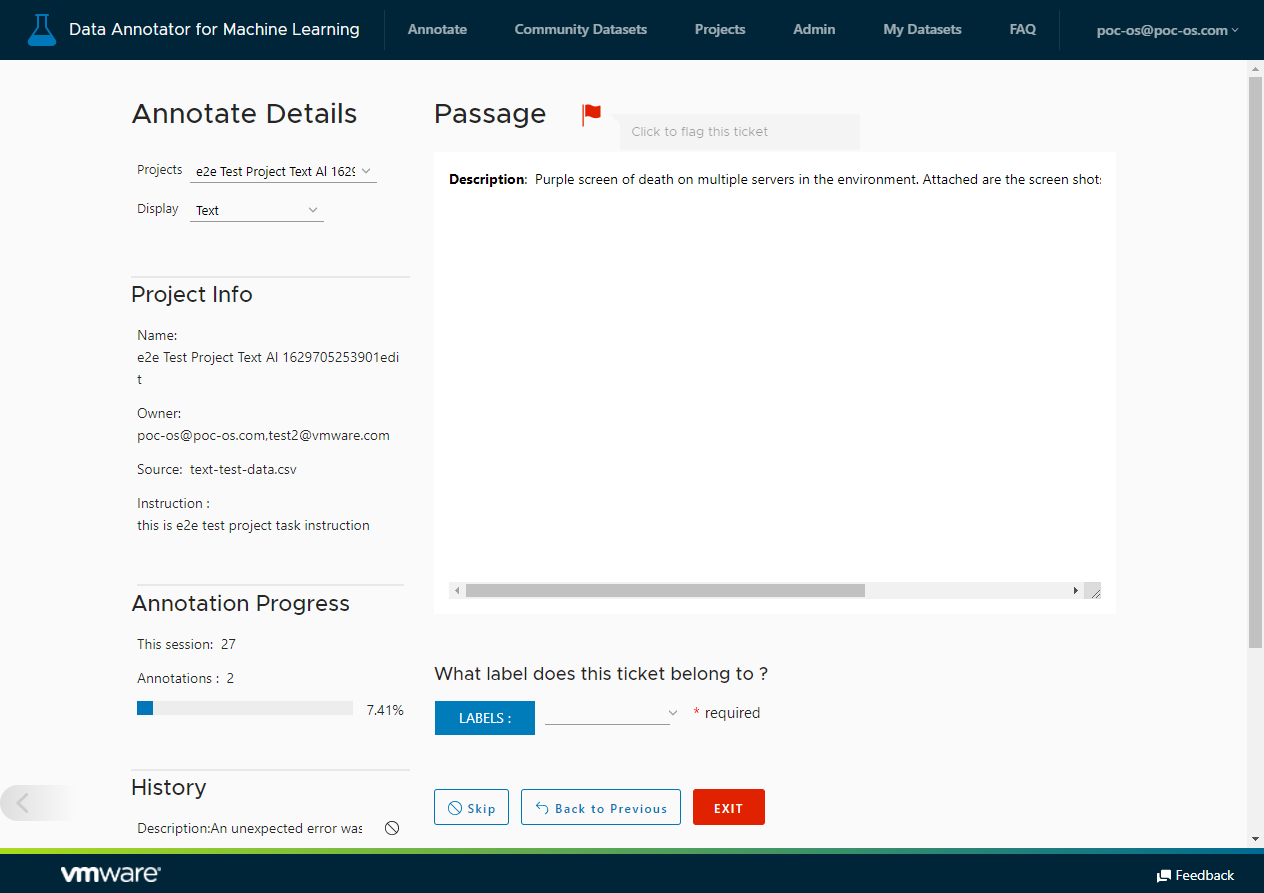 Data Annotator for Machine Learning
Annotate
Community Datasets
Projects
Admin
My Datasets
FAQ
poc-os@poc-os.com
Annotate Details
Projects
e2e Test Project Text Al 1629
Display
Text
Project Info
Name:
e2e Test Project Text Al 1629705253901edi
t
Owner:
poc-os@poc-os.com,test2@vmware.com
Source: text-test-data.csv
Instruction :
this is e2e test project task instruction
Annotation Progress
This session: 27
Annotations : 2
7.41%
History
Description:An unexpected error was
Passage
Click to flag this ticket
Description: Purple screen of death on multiple servers in the environment. Attached are the screen shots
What label does this ticket belong to ?
LABELS :
* required
Skip
Back to Previous
EXIT
vmware
Feedback